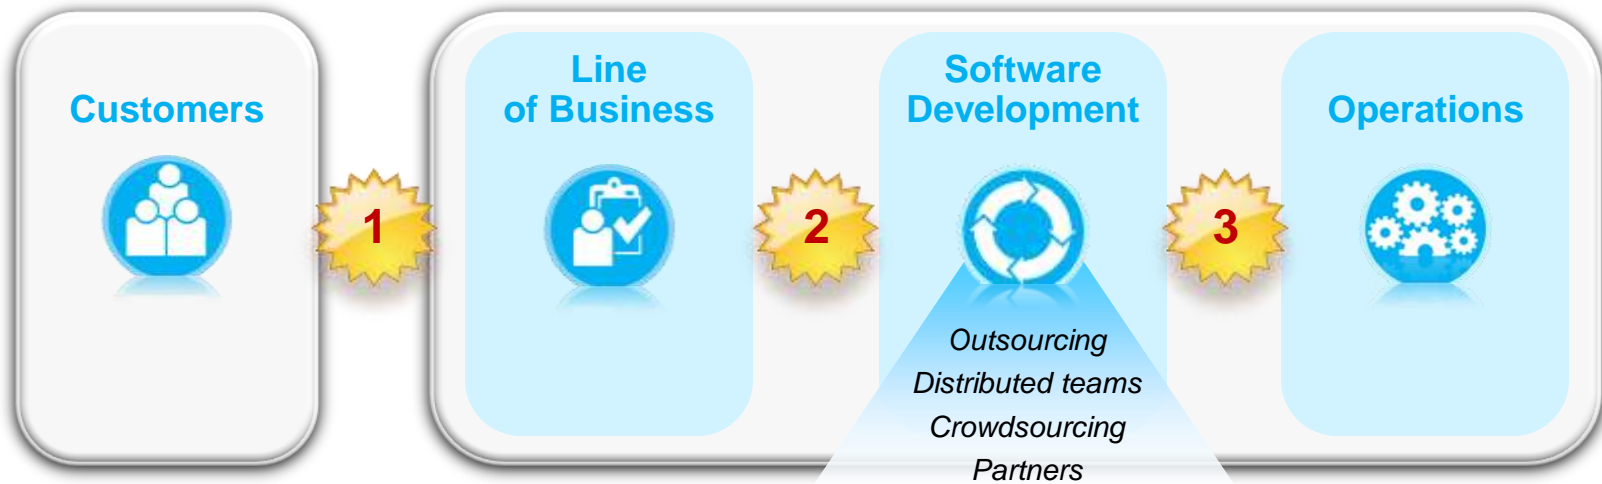 Customers
1
Line
of Business
2
Software
Development
Outsourcing
Distributed teams
Crowdsourcing
Partners
3
Operations